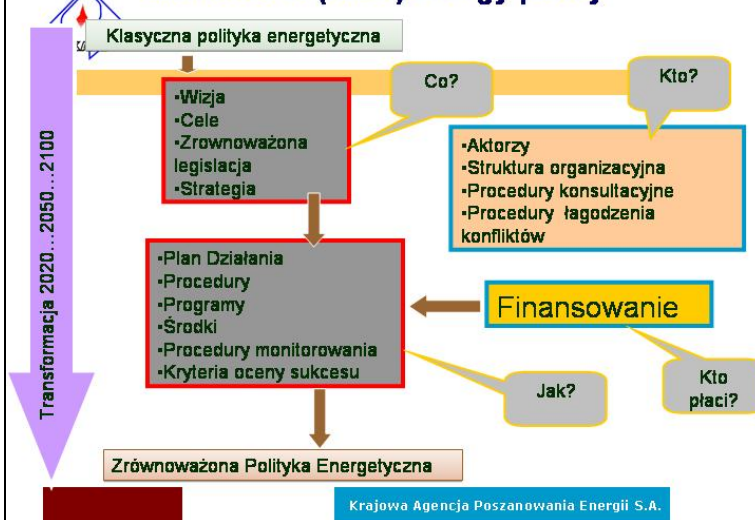 Klasyczna polityka energetyczna
Co?
Kto?
•Wizja
•Cele
•Zrownoważona
legislacja
•Strategia
•Aktorzy
•Struktura organizacyjna
•Procedury konsultacyjne
•Procedury łagodzenia
konfliktów
Transformacja 2020...2050...2100
•Plan Działania
•Procedury
•Programy
•Środki
•Procedury monitorowania
•Kryteria oceny sukcesu
Finansowanie
Jak?
Kto
płaci?
Zrównoważona Polityka Energetyczna
Krajowa Agencja Poszanowania Energii S.A.